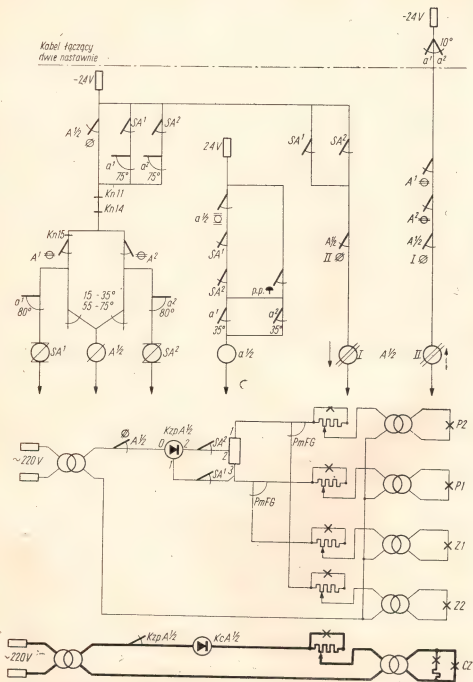 -24V
10°
a¹ a²
Kabel łączący
dwie nastawnie
-24V
A½
SA¹
SA²
a¹
75°
a²
75°
Kn11
Kn14
Kn15
A¹
A²
a¹
80°
15 - 35°
55 - 75°
a²
80°
SA¹
A½
SA²
24V
a½
SA¹
SA²
p.p.
a¹
35°
a²
35°
a½
SA¹
SA²
A½
II Ø
I
A½
A¹
A²
A½
I Ø
II
~220V
Ø
A½
KzpA½
0
2
1
SA²
SA¹
1
2
3
PmFG
PmFG
P2
P1
Z1
Z2
~220V
KzpA½
KcA½
CZ